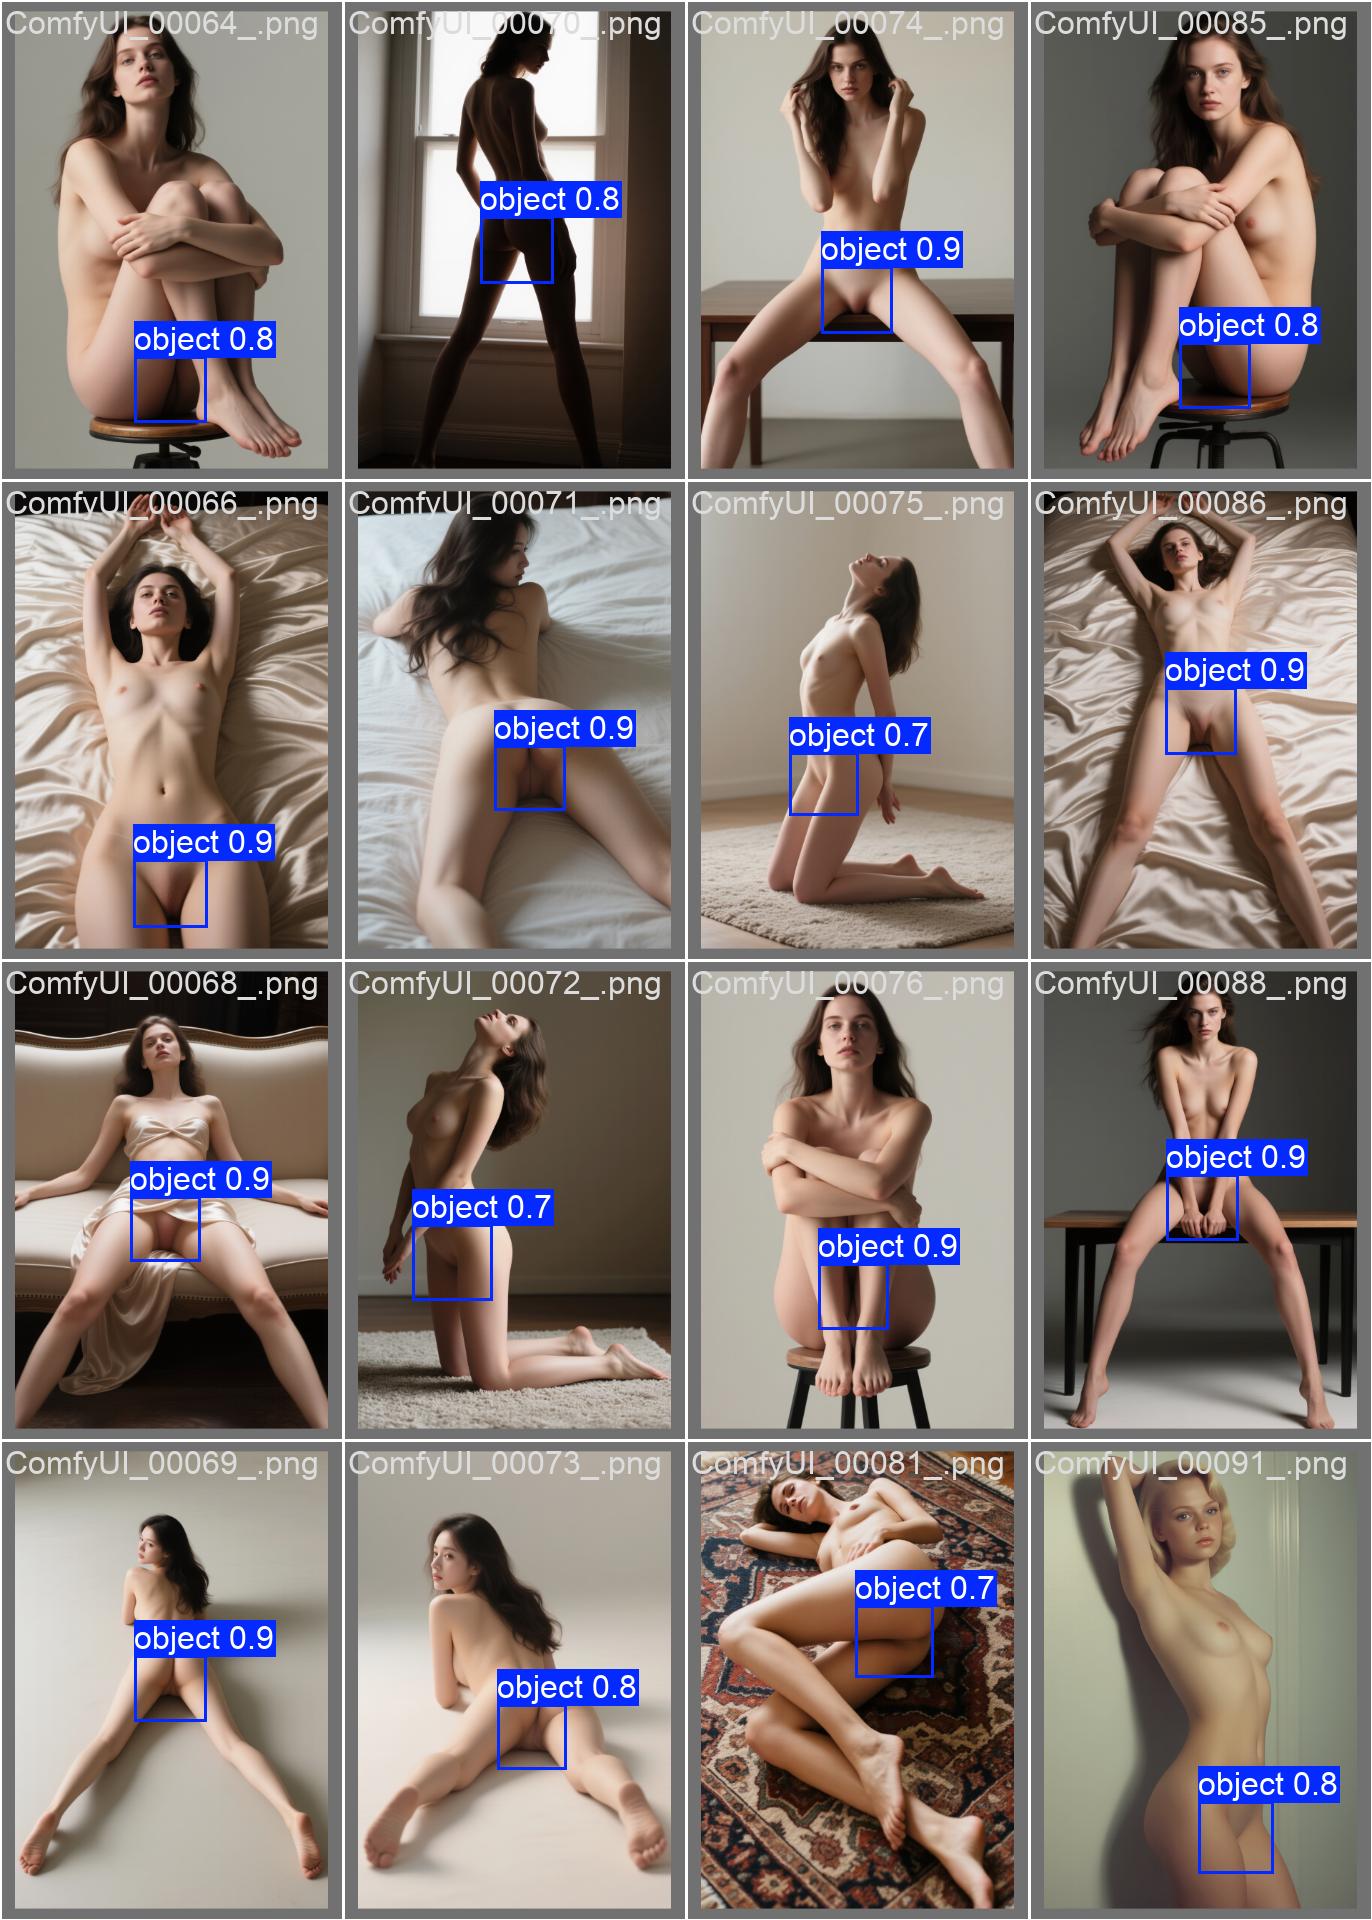 ComfyUI_00064_.png
object 0.8
ComfyUI_00070_.png
object 0.8
ComfyUI_00074_.png
object 0.9
ComfyUI_00085_.png
object 0.8
ComfyUI_00066_.png
object 0.9
ComfyUI_00071_.png
object 0.9
ComfyUI_00075_.png
object 0.7
ComfyUI_00086_.png
object 0.9
ComfyUI_00068_.png
object 0.9
ComfyUI_00072_.png
object 0.7
ComfyUI_00076_.png
object 0.9
ComfyUI_00088_.png
object 0.9
ComfyUI_00069_.png
object 0.9
ComfyUI_00073_.png
object 0.8
ComfyUI_00081_.png
object 0.7
ComfyUI_00091_.png
object 0.8